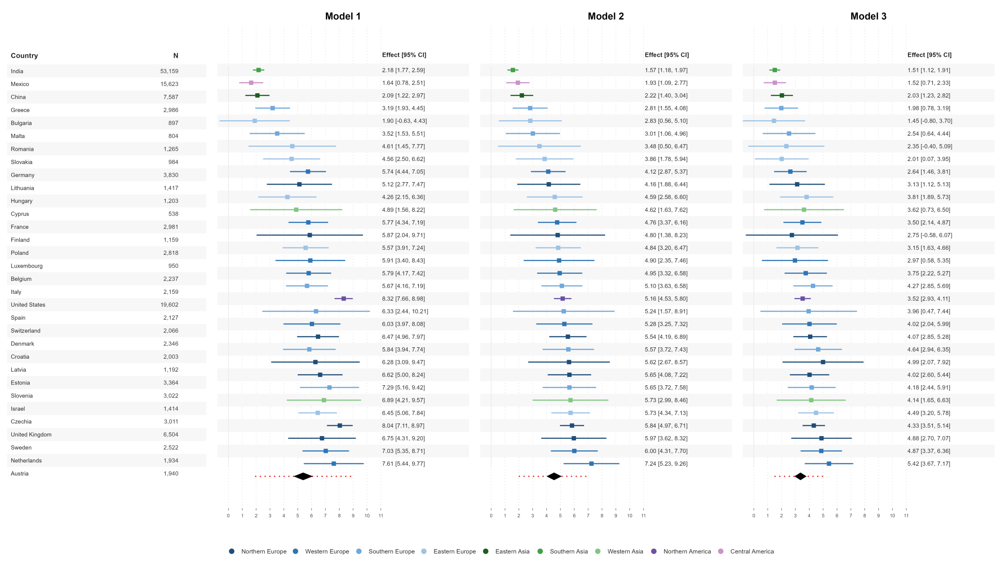 Model 1 Model 2 Model 3
Country N Effect [95% CI] Effect [95% CI] Effect [95% CI]
India 53,159 2.18 [1.77, 2.59] 1.57 [1.18, 1.97] 1.51 [1.12, 1.91]
Mexico 15,623 1.64 [0.78, 2.51] 1.93 [1.09, 2.77] 1.52 [0.71, 2.33]
China 7,587 2.09 [1.22, 2.97] 2.22 [1.40, 3.04] 2.03 [1.23, 2.82]
Greece 2,986 3.19 [1.93, 4.45] 2.81 [1.55, 4.08] 1.98 [0.78, 3.19]
Bulgaria 897 1.90 [-0.63, 4.43] 2.83 [0.56, 5.10] 1.45 [-0.80, 3.70]
Malta 804 3.52 [1.53, 5.51] 3.01 [1.06, 4.96] 2.54 [0.64, 4.44]
Romania 1,265 4.61 [1.45, 7.77] 3.48 [0.50, 6.47] 2.35 [-0.40, 5.09]
Slovakia 984 4.56 [2.50, 6.62] 3.86 [1.78, 5.94] 2.01 [0.07, 3.95]
Germany 3,830 5.74 [4.44, 7.05] 4.12 [2.87, 5.37] 2.64 [1.46, 3.81]
Lithuania 1,417 5.12 [2.77, 7.47] 4.16 [1.88, 6.44] 3.13 [1.12, 5.13]
Hungary 1,203 4.26 [2.15, 6.36] 4.59 [2.58, 6.60] 3.81 [1.89, 5.73]
Cyprus 538 4.89 [1.56, 8.22] 4.62 [1.63, 7.62] 3.62 [0.73, 6.50]
France 2,981 5.77 [4.34, 7.19] 4.76 [3.37, 6.16] 3.50 [2.14, 4.87]
Finland 1,159 5.87 [2.04, 9.71] 4.80 [1.38, 8.23] 2.75 [-0.58, 6.07]
Poland 2,818 5.57 [3.91, 7.24] 4.84 [3.20, 6.47] 3.15 [1.63, 4.66]
Luxembourg 950 5.91 [3.40, 8.43] 4.90 [2.35, 7.46] 2.97 [0.58, 5.35]
Belgium 2,237 5.79 [4.17, 7.42] 4.95 [3.32, 6.58] 3.75 [2.22, 5.27]
Italy 2,159 5.67 [4.16, 7.19] 5.10 [3.63, 6.58] 4.27 [2.85, 5.69]
United States 19,602 8.32 [7.66, 8.98] 5.16 [4.53, 5.80] 3.52 [2.93, 4.11]
Spain 2,127 6.33 [2.44, 10.21] 5.24 [1.57, 8.91] 3.96 [0.47, 7.44]
Switzerland 2,066 6.03 [3.97, 8.08] 5.28 [3.25, 7.32] 4.02 [2.04, 5.99]
Denmark 2,346 6.47 [4.96, 7.97] 5.54 [4.19, 6.89] 4.07 [2.85, 5.28]
Croatia 2,003 5.84 [3.94, 7.74] 5.57 [3.72, 7.43] 4.64 [2.94, 6.35]
Latvia 1,192 6.28 [3.09, 9.47] 5.62 [2.67, 8.57] 4.99 [2.07, 7.92]
Estonia 3,364 6.62 [5.00, 8.24] 5.65 [4.08, 7.22] 4.02 [2.60, 5.44]
Slovenia 3,022 7.29 [5.16, 9.42] 5.65 [3.72, 7.58] 4.18 [2.44, 5.91]
Israel 1,414 6.89 [4.21, 9.57] 5.73 [2.99, 8.46] 4.14 [1.65, 6.63]
Czechia 3,011 6.45 [5.06, 7.84] 5.73 [4.34, 7.13] 4.49 [3.20, 5.78]
United Kingdom 6,504 8.04 [7.11, 8.97] 5.84 [4.97, 6.71] 4.33 [3.51, 5.14]
Sweden 2,522 6.75 [4.31, 9.20] 5.97 [3.62, 8.32] 4.88 [2.70, 7.07]
Netherlands 1,934 7.03 [5.35, 8.71] 6.00 [4.31, 7.70] 4.87 [3.37, 6.36]
Austria 1,940 7.61 [5.44, 9.77] 7.24 [5.23, 9.26] 5.42 [3.67, 7.17]
0 1 2 3 4 5 6 7 8 9 10 11 0 1 2 3 4 5 6 7 8 9 10 11 0 1 2 3 4 5 6 7 8 9 10 11
Northern Europe Western Europe Southern Europe Eastern Europe Eastern Asia Southern Asia Western Asia Northern America Central America